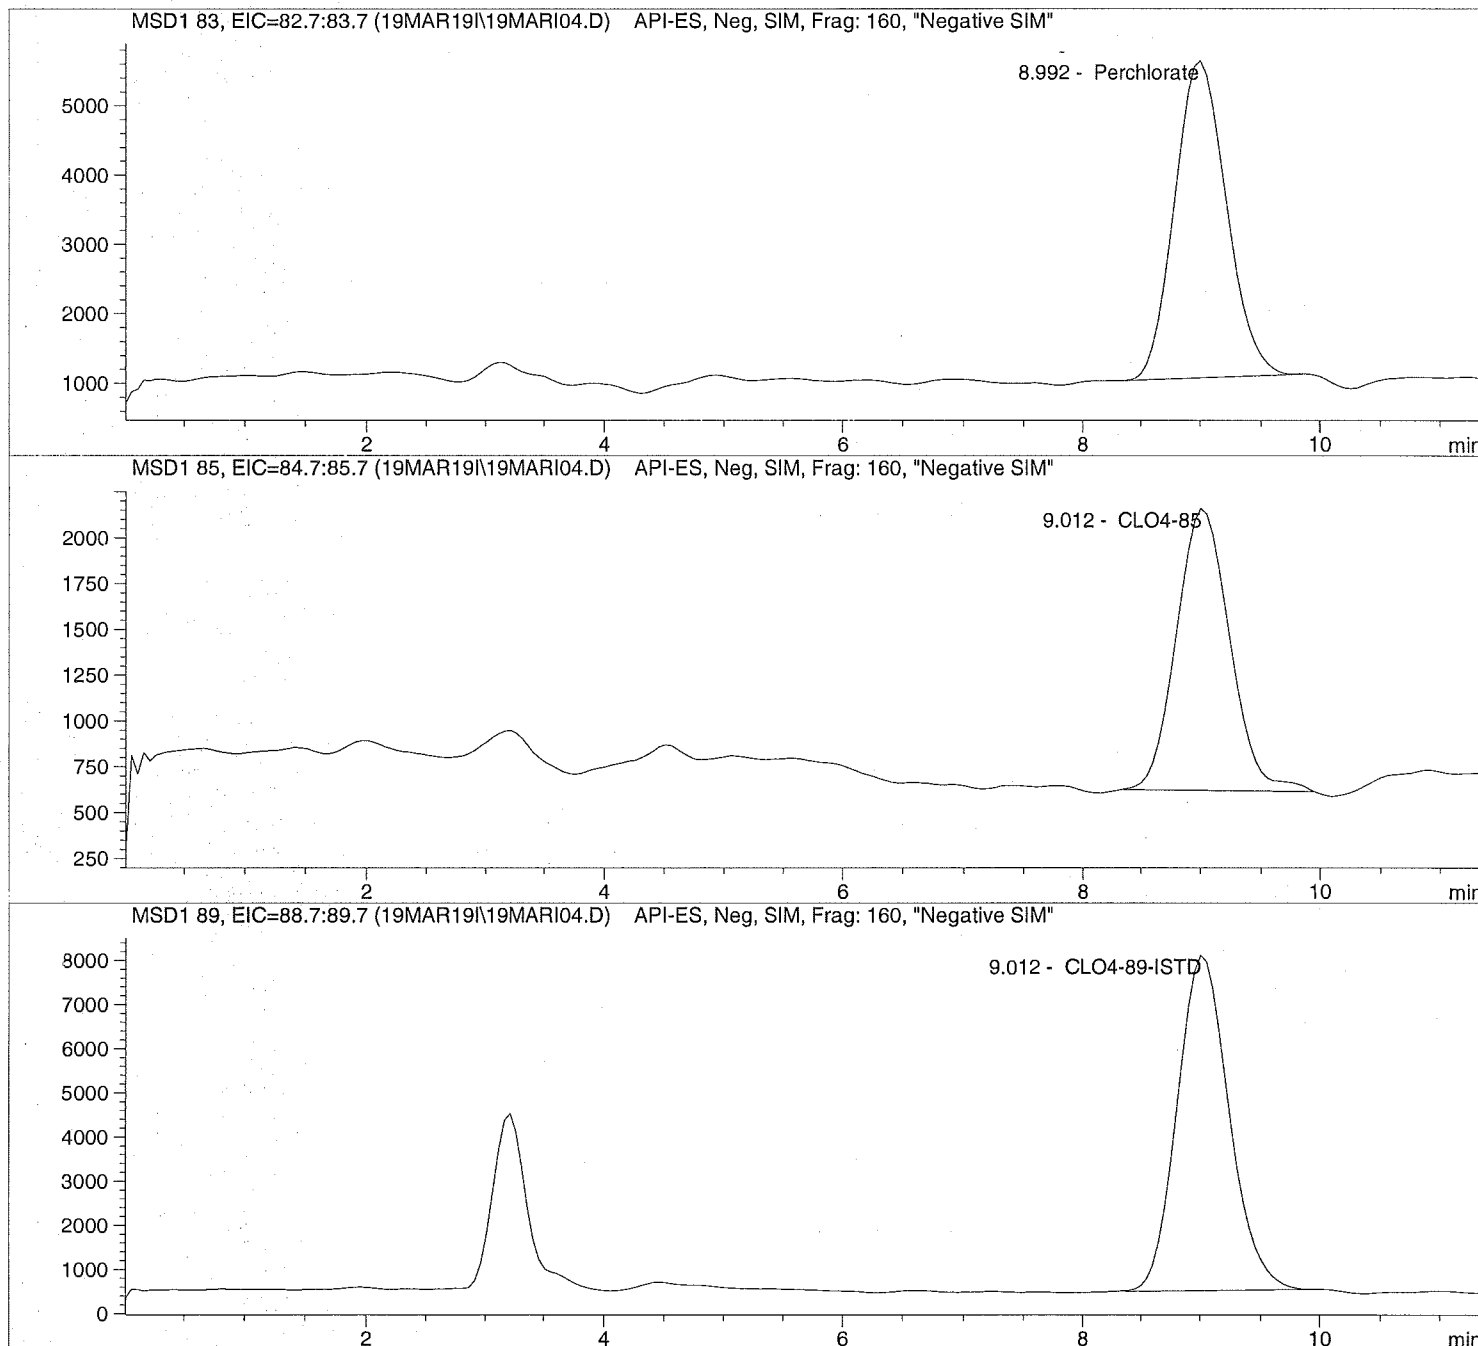 MSD1 83, EIC=82.7:83.7 (19MAR19I\19MARI04.D) API-ES, Neg, SIM, Frag: 160, "Negative SIM"
8.992 - Perchlorate
5000
4000
3000
2000
1000
2 4 6 8 10 min
MSD1 85, EIC=84.7:85.7 (19MAR19I\19MARI04.D) API-ES, Neg, SIM, Frag: 160, "Negative SIM"
9.012 - CLO4-85
2000
1750
1500
1250
1000
750
500
250
2 4 6 8 10 min
MSD1 89, EIC=88.7:89.7 (19MAR19I\19MARI04.D) API-ES, Neg, SIM, Frag: 160, "Negative SIM"
9.012 - CLO4-89-ISTD
8000
7000
6000
5000
4000
3000
2000
1000
0
2 4 6 8 10 min